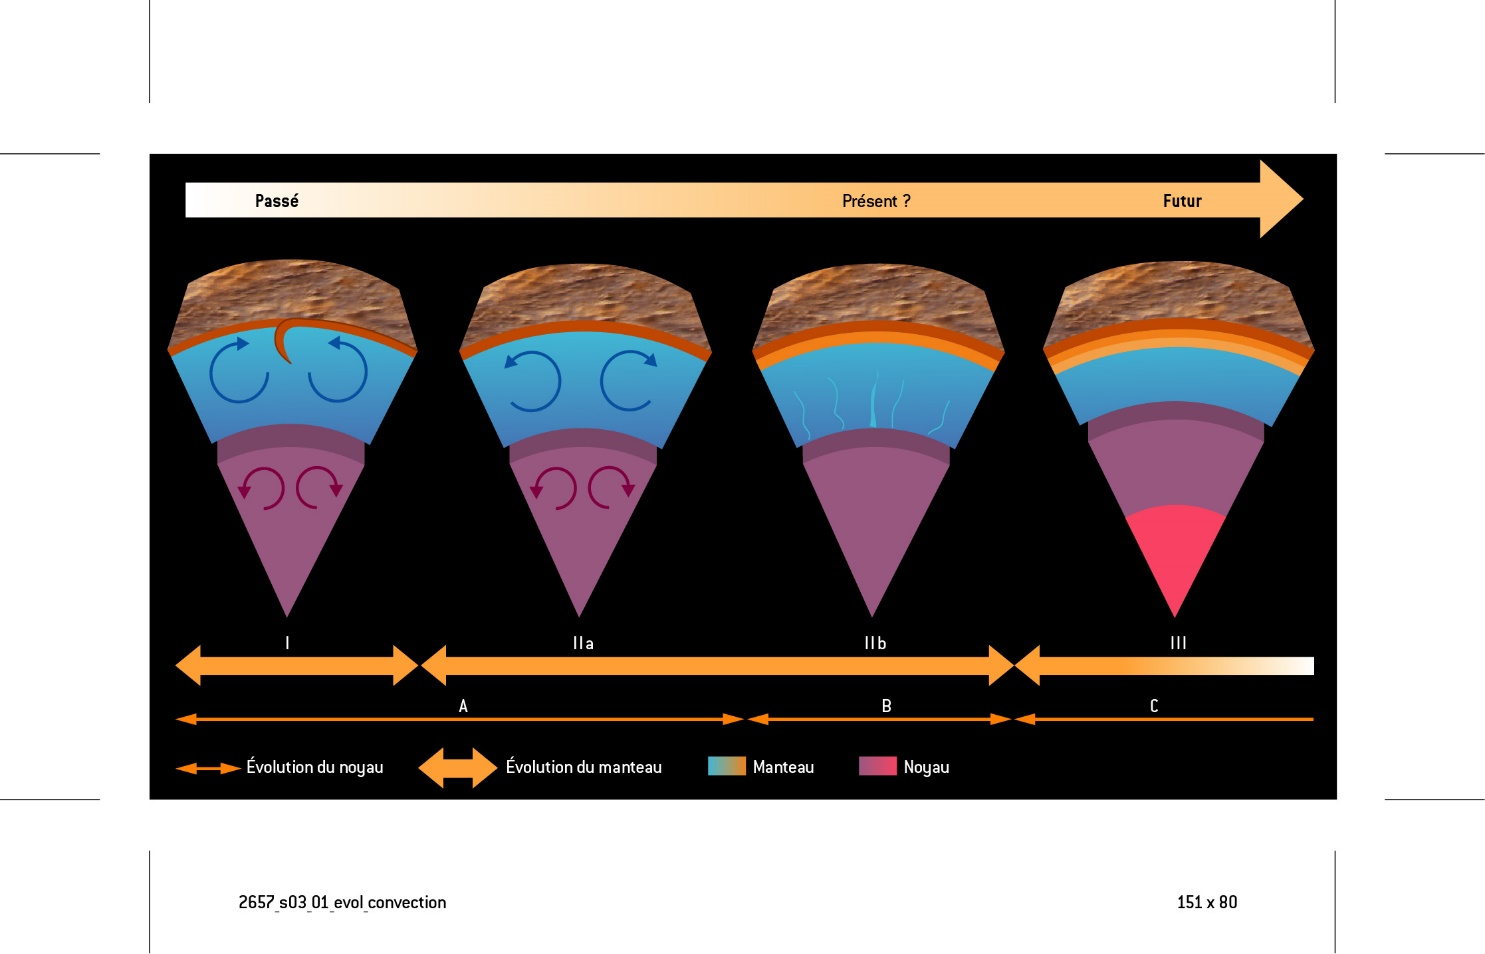 Passé
Présent ?
Futur
I
IIa
IIb
III
A
B
C
Évolution du noyau
Évolution du manteau
Manteau
Noyau
2657_s03_01_evol_convection
151 x 80